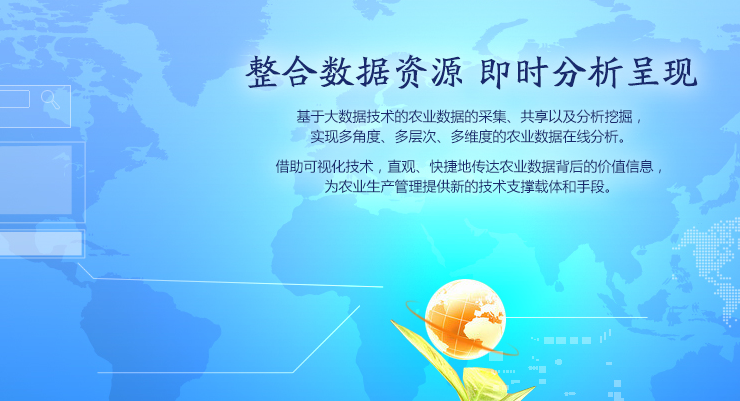 整合数据资源 即时分析呈现
基于大数据技术的农业数据的采集、共享以及分析挖掘，
实现多角度、多层次、多维度的农业数据在线分析。
借助可视化技术，直观、快捷地传达农业数据背后的价值信息，
为农业生产管理提供新的技术支撑载体和手段。